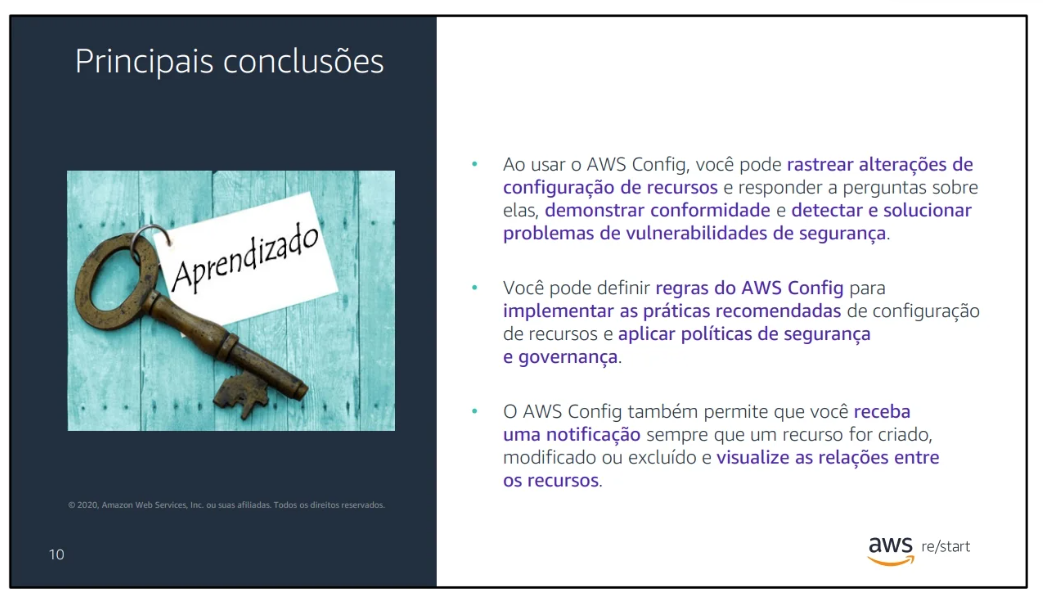 Principais conclusões
Aprendizado
• Ao usar o AWS Config, você pode rastrear alterações de
configuração de recursos e responder a perguntas sobre
elas, demonstrar conformidade e detectar e solucionar
problemas de vulnerabilidades de segurança.
• Você pode definir regras do AWS Config para
implementar as práticas recomendadas de configuração
de recursos e aplicar políticas de segurança
e governança.
• O AWS Config também permite que você receba
uma notificação sempre que um recurso for criado,
modificado ou excluído e visualize as relações entre
os recursos.
© 2020, Amazon Web Services, Inc. ou suas afiliadas. Todos os direitos reservados.
10
aws re/start